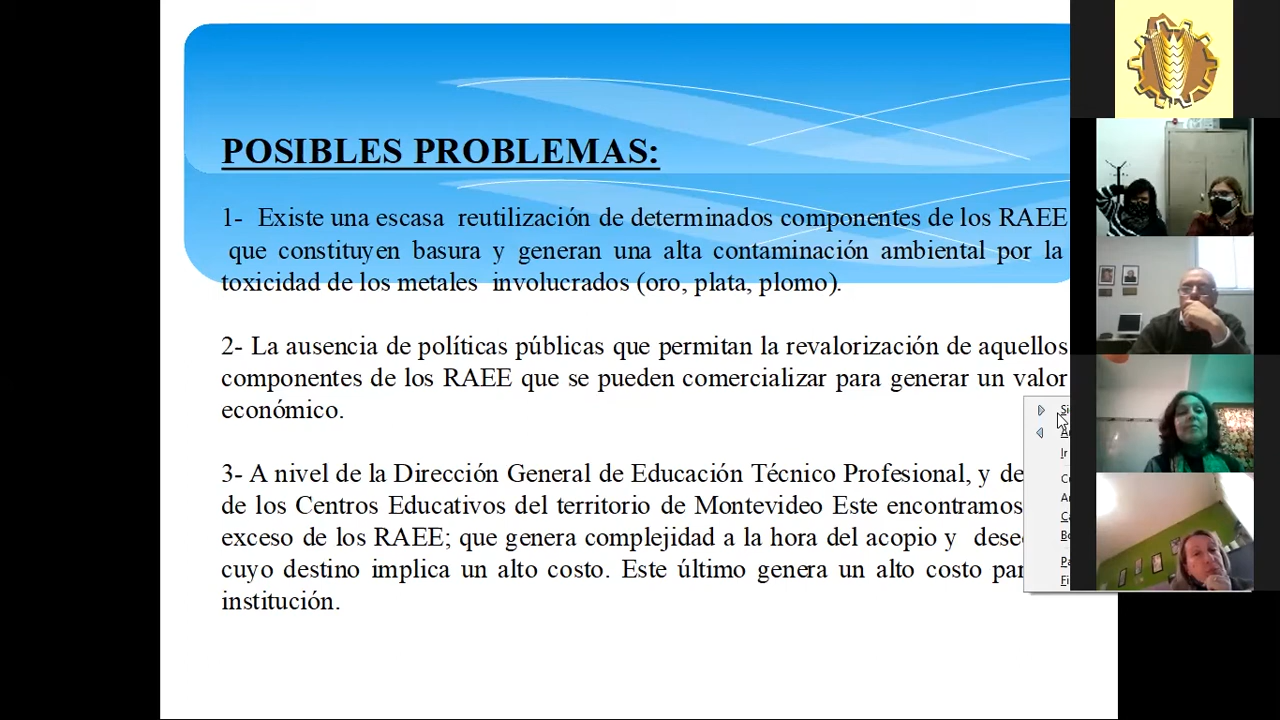 POSIBLES PROBLEMAS:
1- Existe una escasa reutilización de determinados componentes de los RAEE
que constituyen basura y generan una alta contaminación ambiental por la
toxicidad de los metales involucrados (oro, plata, plomo).
2- La ausencia de políticas públicas que permitan la revalorización de aquellos
componentes de los RAEE que se pueden comercializar para generar un valor
económico.
3- A nivel de la Dirección General de Educación Técnico Profesional, y de
de los Centros Educativos del territorio de Montevideo Este encontramos
exceso de los RAEE; que genera complejidad a la hora del acopio y
cuyo destino implica un alto costo. Este último genera un alto costo
institución.
Ir